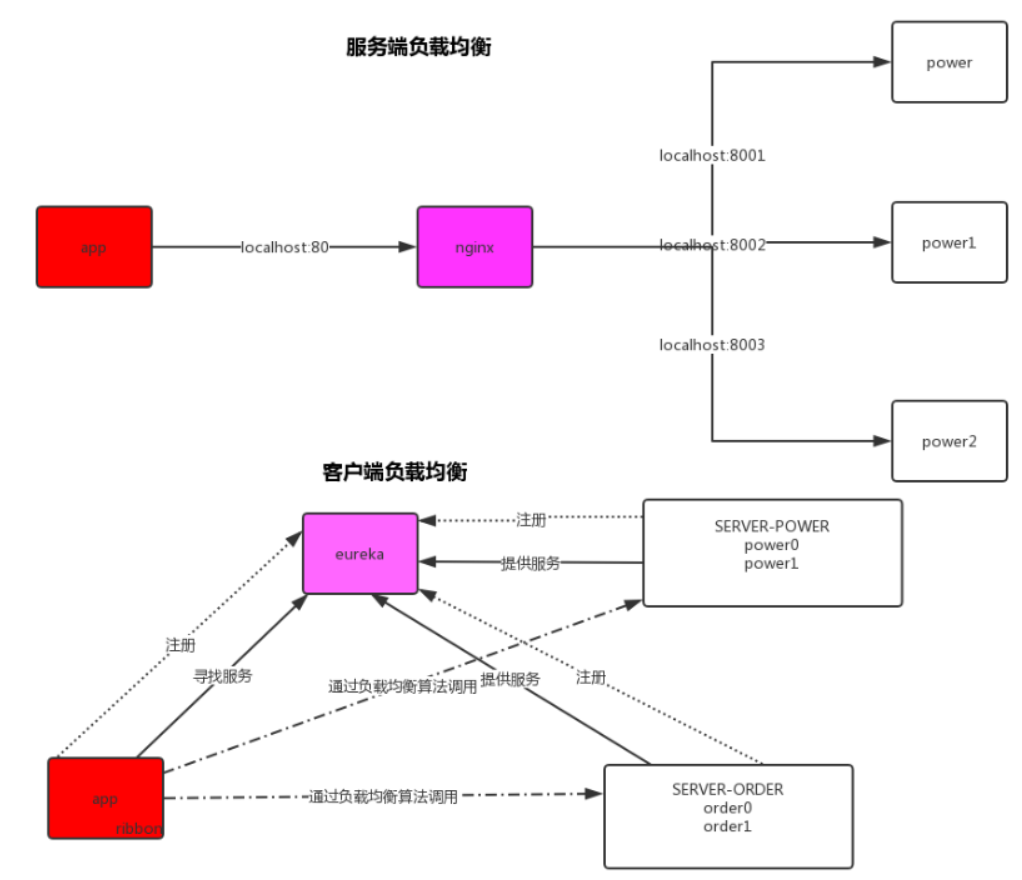 服务端负载均衡
power
localhost:8001
app
localhost:80
nginx
localhost:8002
power1
localhost:8003
power2
客户端负载均衡
eureka
注册
提供服务
SERVER-POWER
power0
power1
注册
寻找服务
通过负载均衡算法调用
提供服务
注册
app
ribbon
通过负载均衡算法调用
SERVER-ORDER
order0
order1